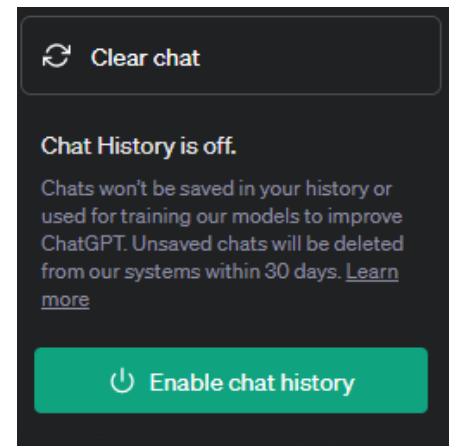 Clear chat
Chat History is off.
Chats won't be saved in your history or
used for training our models to improve
ChatGPT. Unsaved chats will be deleted
from our systems within 30 days. Learn
more
Enable chat history